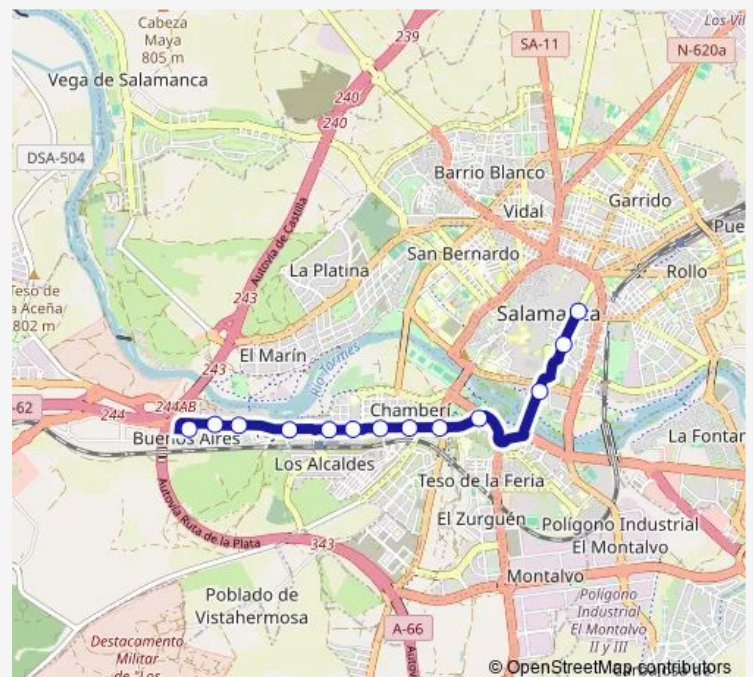 Cabeza
Maya
805 m
239
SA-11
N-620a
Los Vil
Vega de Salamanca
240
240
DSA-504
Barrio Blanco
Vidal
Garrido
Autovía de Castilla
San Bernardo
Pue
La Platina
Rollo
Teso de
a Aceña
802 m
243
Salamanca
El Marín
Río Tormes
243
-62
244
244AB
Chamberí
Buenos Aires
La Fontan
Los Alcaldes
Teso de la Feria
El Zurguén
Polígono Industrial
El Montalvo
Autovía Ruta de la Plata
343
Montalvo
Poblado de
Vistahermosa
Polígono
Industrial
El Montalvo
II y III
A-66
Destacamento
Militar
de "Los
Autov
© OpenStreetMap contributors